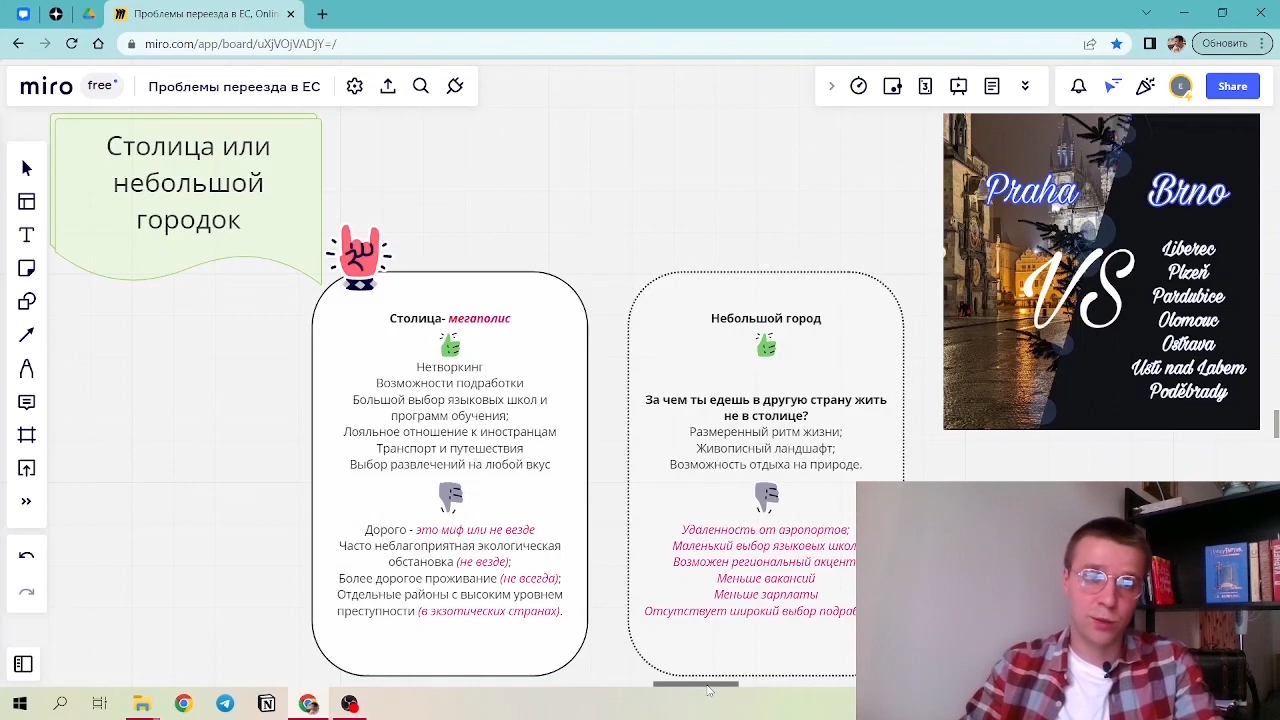 Проблемы переезда в ЕС, Onlin
miro.com/app/board/uXjVOjVADjY=/
Обновить
miro
free
Проблемы переезда в ЕС
3
E
Share
Столица или
небольшой
городок
Столица- мегаполис
Нетворкинг
Возможности подработки
Большой выбор языковых школ и
программ обучения;
Лояльное отношение к иностранцам
Транспорт и путешествия
Выбор развлечений на любой вкус
Дорого - это миф или не везде
Часто неблагоприятная экологическая
обстановка (не везде);
Более дорогое проживание (не всегда);
Отдельные районы с высоким уровнем
преступности (в экзотических странах).
Небольшой город
За чем ты едешь в другую страну жить
не в столице?
Размеренный ритм жизни;
Живописный ландшафт;
Возможность отдыха на природе.
Удаленность от аэропортов;
Маленький выбор языковых школ
Возможен региональный акцент
Меньше вакансий
Меньше зарплаты
Отсутствует широкий выбор подраб
Praha
VS
Brno
Liberec
Plzeň
Pardubice
Olomouc
Ostrava
Usti nad Labem
Poděbrady